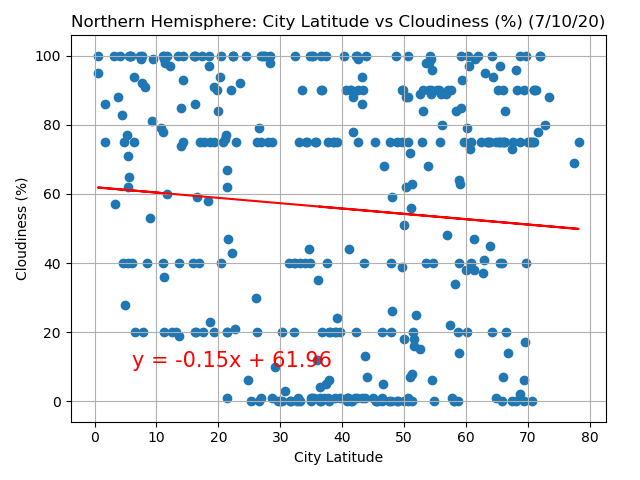 Northern Hemisphere: City Latitude vs Cloudiness (%) (7/10/20)
100
80
60
40
20
0
Cloudiness (%)
y = -0.15x + 61.96
0 10 20 30 40 50 60 70 80
City Latitude